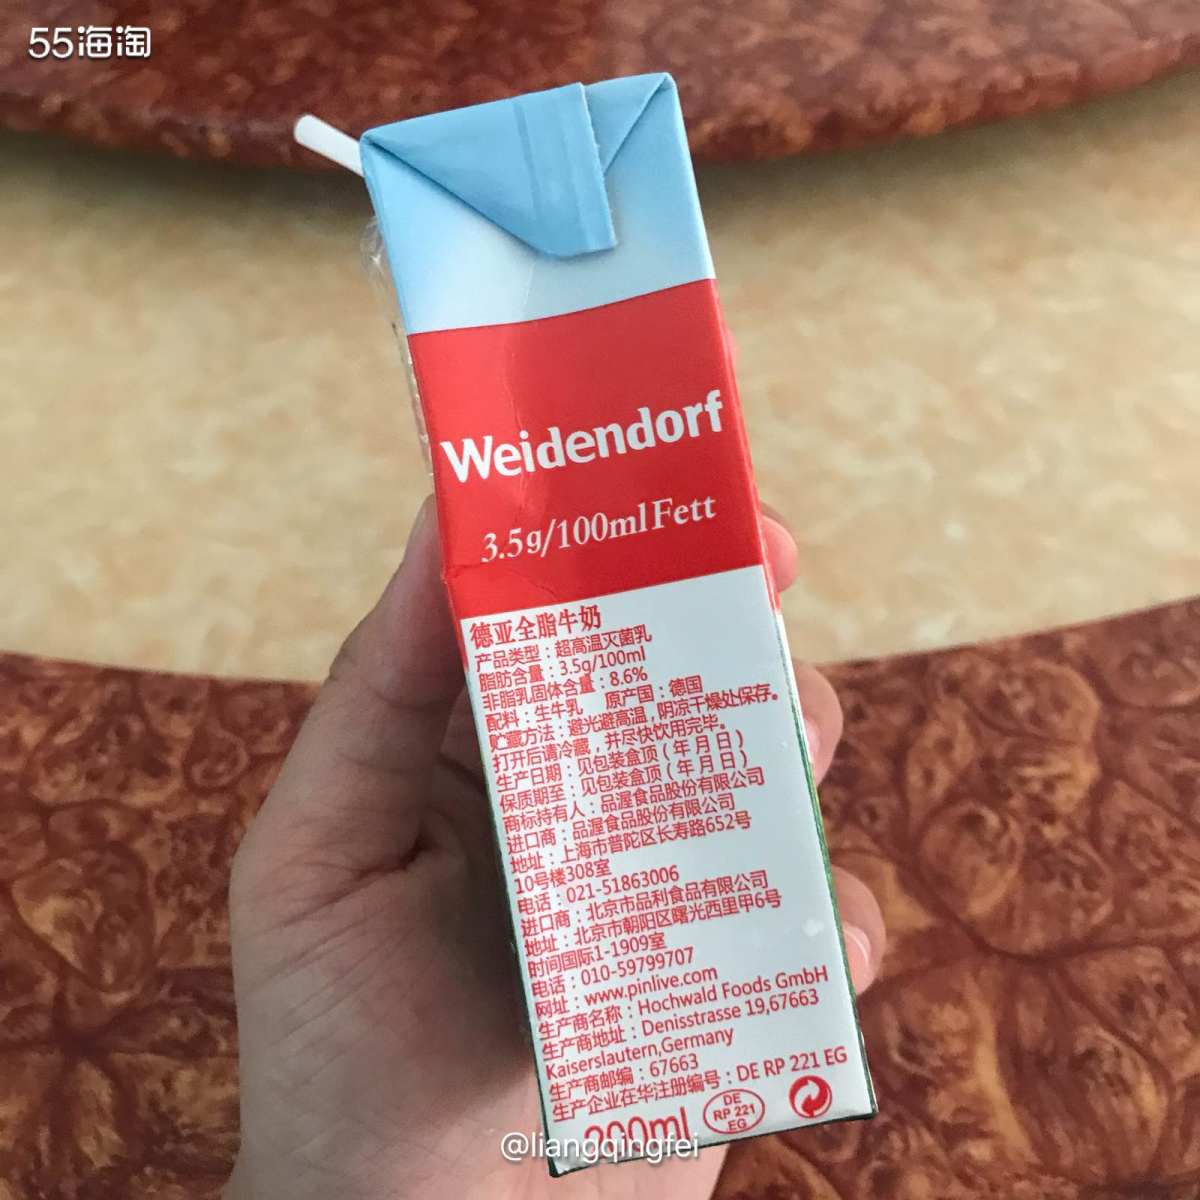 55海淘
Weidendorf
3.5g/100ml Fett
德亚全脂牛奶
产品类型：超高温灭菌乳
脂肪含量：3.5g/100ml
非脂乳固体含量：8.6%
配料：生牛乳 原产国：德国
贮藏方法：避光避高温，阴凉干燥处保存。
打开后请冷藏，并尽快饮用完毕。
生产日期：见包装盒顶（年月日）
保质期至：见包装盒顶（年月日）
商标持有人：品渥食品股份有限公司
进口商：品渥食品股份有限公司
地址：上海市普陀区长寿路652号
10号楼308室
电话：021-51863006
进口商：北京市品利食品有限公司
地址：北京市朝阳区曙光西里甲6号
时间国际1-1909室
电话：010-59799707
网址：www.pinlive.com
生产商名称：Hochwald Foods GmbH
生产商地址：Denisstrasse 19,67663
Kaiserslautern,Germany
生产商邮编：67663
生产企业在华注册编号：DE RP 221 EG
200ml
DE
RP 221
EG
@liangqingfei